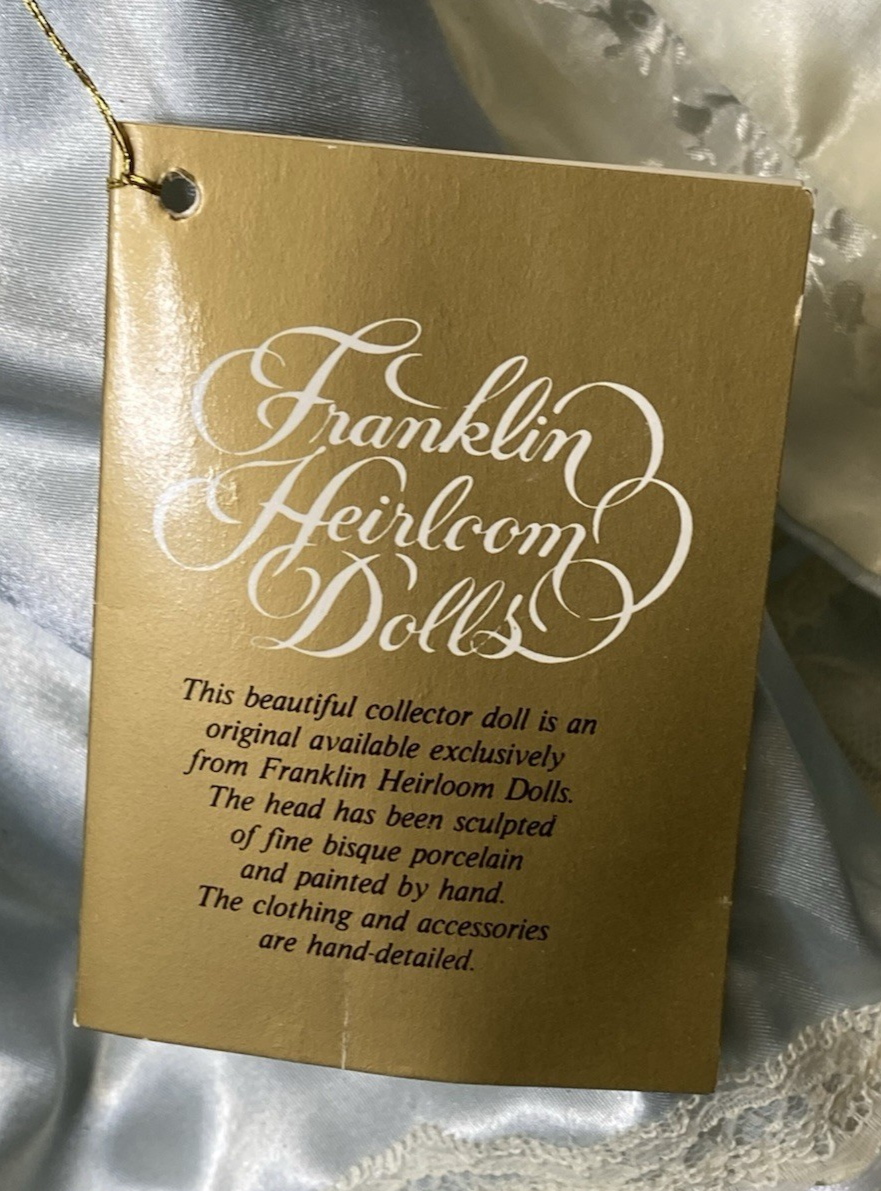 Franklin
Heirloom
Dolls
This beautiful collector doll is an
original available exclusively
from Franklin Heirloom Dolls.
The head has been sculpted
of fine bisque porcelain
and painted by hand.
The clothing and accessories
are hand-detailed.